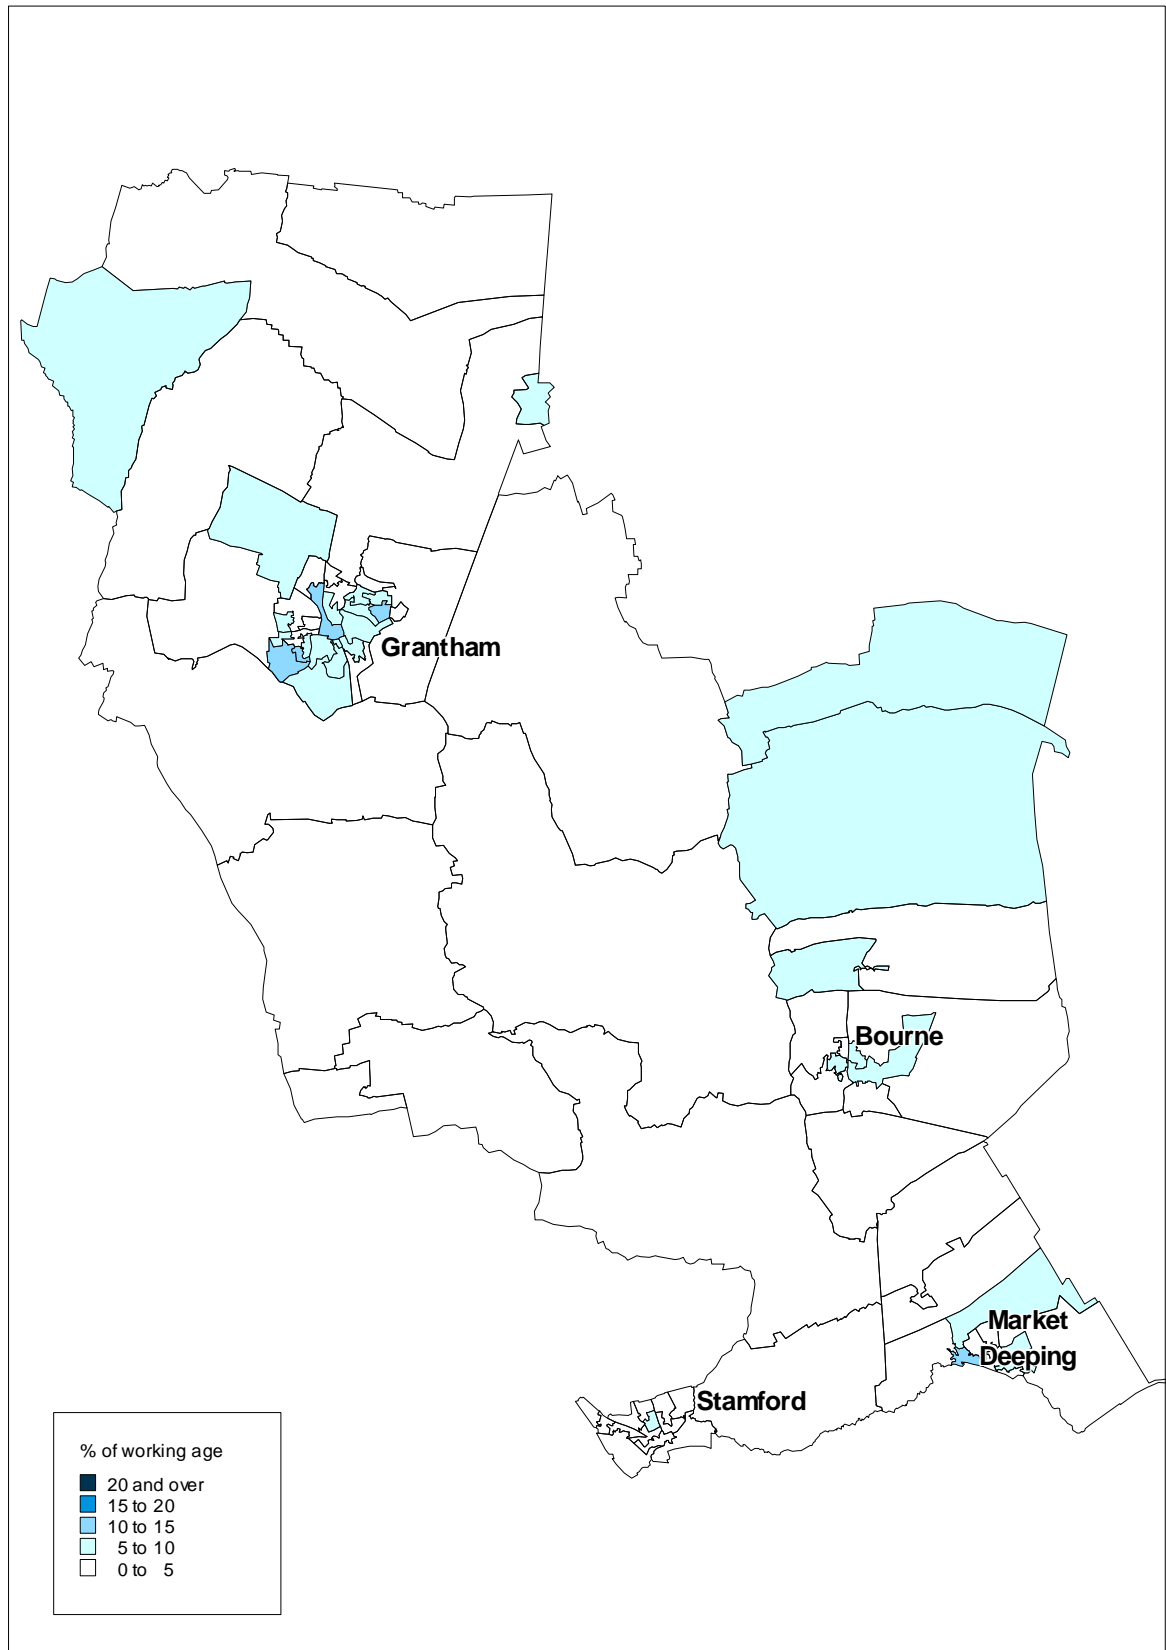 Grantham
Bourne
Market
Deeping
Stamford
% of working age
20 and over
15 to 20
10 to 15
5 to 10
0 to 5